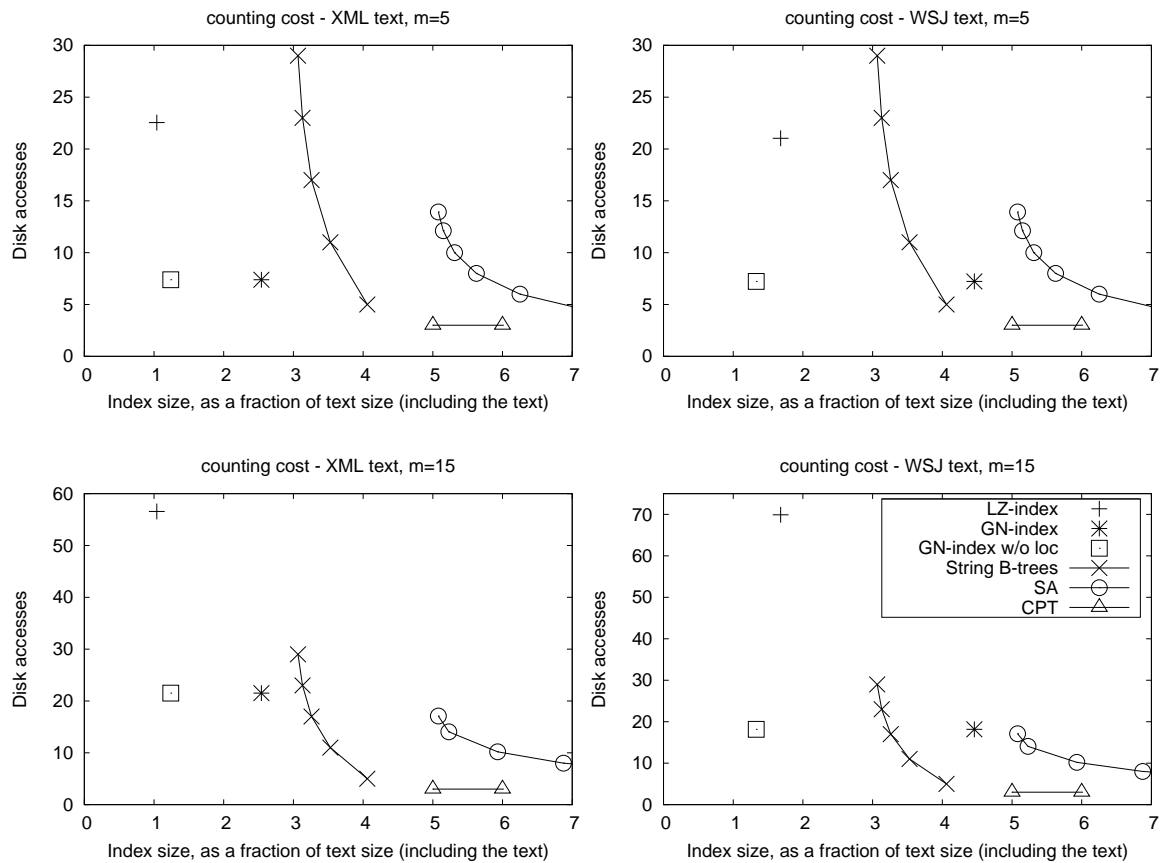 counting cost - XML text, m=5
30
25
20
15
10
5
0
Disk accesses
0 1 2 3 4 5 6 7
Index size, as a fraction of text size (including the text)
counting cost - WSJ text, m=5
30
25
20
15
10
5
0
Disk accesses
0 1 2 3 4 5 6 7
Index size, as a fraction of text size (including the text)
counting cost - XML text, m=15
60
50
40
30
20
10
0
Disk accesses
0 1 2 3 4 5 6 7
Index size, as a fraction of text size (including the text)
counting cost - WSJ text, m=15
70
60
50
40
30
20
10
0
Disk accesses
LZ-index
GN-index
GN-index w/o loc
String B-trees
SA
CPT
0 1 2 3 4 5 6 7
Index size, as a fraction of text size (including the text)